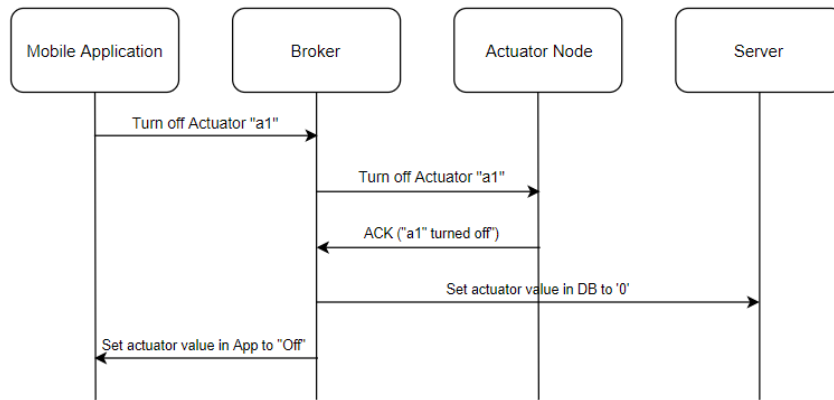 Mobile Application
Broker
Actuator Node
Server
Turn off Actuator "a1"
Turn off Actuator "a1"
ACK ("a1" turned off")
Set actuator value in DB to '0'
Set actuator value in App to "Off"